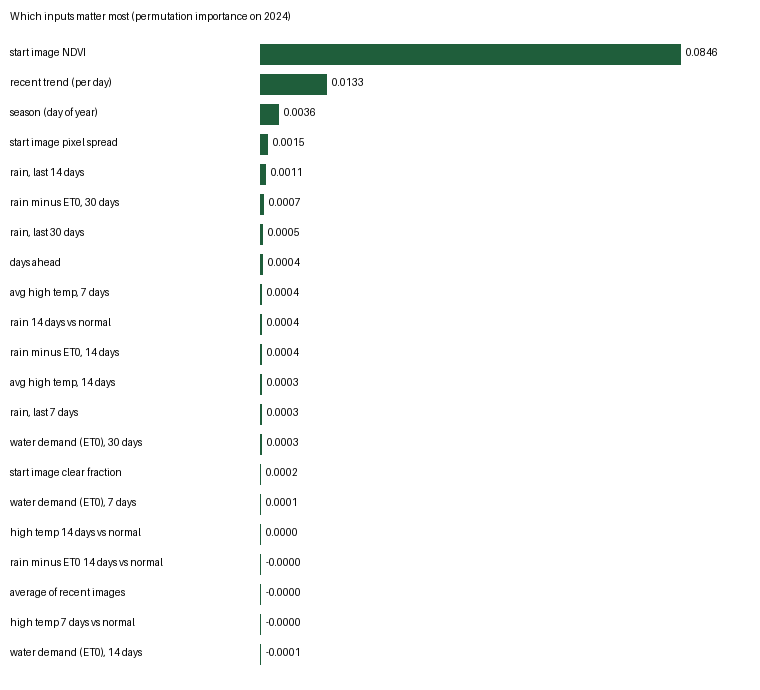 Which inputs matter most (permutation importance on 2024)
start image NDVI 0.0846
recent trend (per day) 0.0133
season (day of year) 0.0036
start image pixel spread 0.0015
rain, last 14 days 0.0011
rain minus ET0, 30 days 0.0007
rain, last 30 days 0.0005
days ahead 0.0004
avg high temp, 7 days 0.0004
rain 14 days vs normal 0.0004
rain minus ET0, 14 days 0.0004
avg high temp, 14 days 0.0003
rain, last 7 days 0.0003
water demand (ET0), 30 days 0.0003
start image clear fraction 0.0002
water demand (ET0), 7 days 0.0001
high temp 14 days vs normal 0.0000
rain minus ET0 14 days vs normal -0.0000
average of recent images -0.0000
high temp 7 days vs normal -0.0000
water demand (ET0), 14 days -0.0001